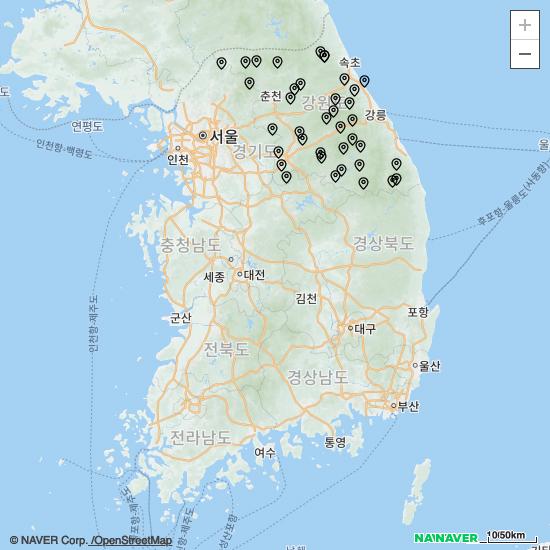 +
−
속초
춘천
강원도
강릉
연평도
서울
인천항-백령도
인천
경기도
울
후포항-울릉도(사동항)
충청남도
경상북도
세종
대전
인천항-제주도
군산
김천
포항
전북도
대구
경상남도
울산
부산
전라남도
여수
통영
© NAVER Corp. /OpenStreetMap
NAVER
10/50km